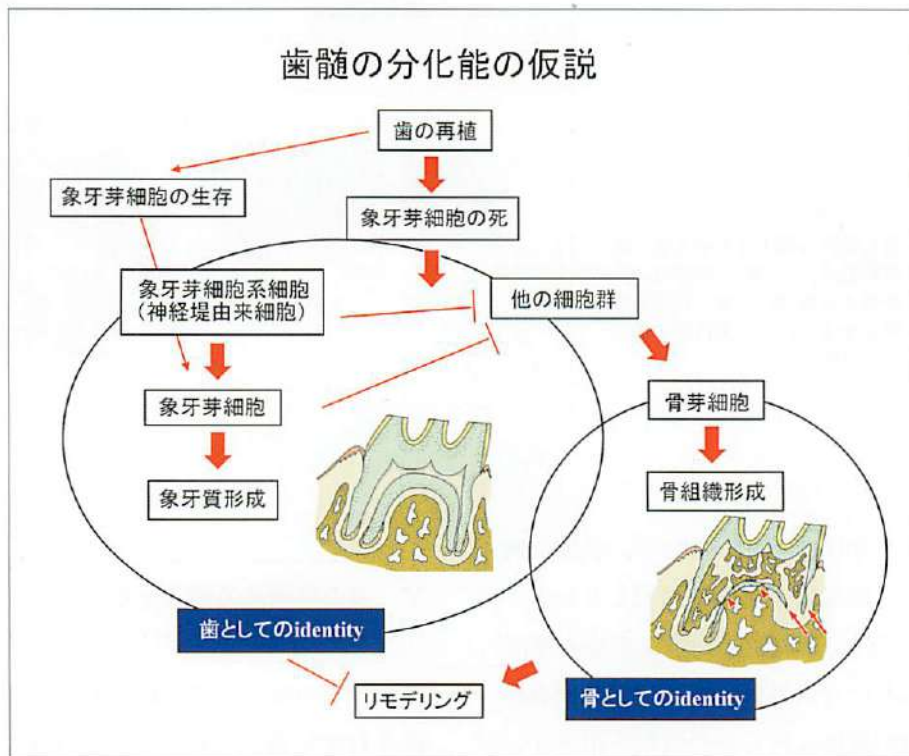 歯髄の分化能の仮説
歯の再植
象牙芽細胞の生存
象牙芽細胞の死
象牙芽細胞系細胞
（神経堤由来細胞）
他の細胞群
象牙芽細胞
骨芽細胞
象牙質形成
骨組織形成
歯としてのidentity
リモデリング
骨としてのidentity